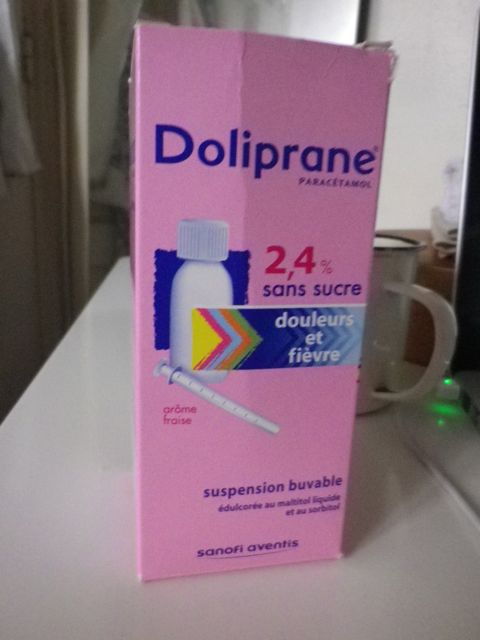 Doliprane®
PARACÉTAMOL
2,4 %
sans sucre
douleurs
et
fièvre
arôme
fraise
suspension buvable
édulcorée au maltitol liquide
et au sorbitol
sanofi aventis